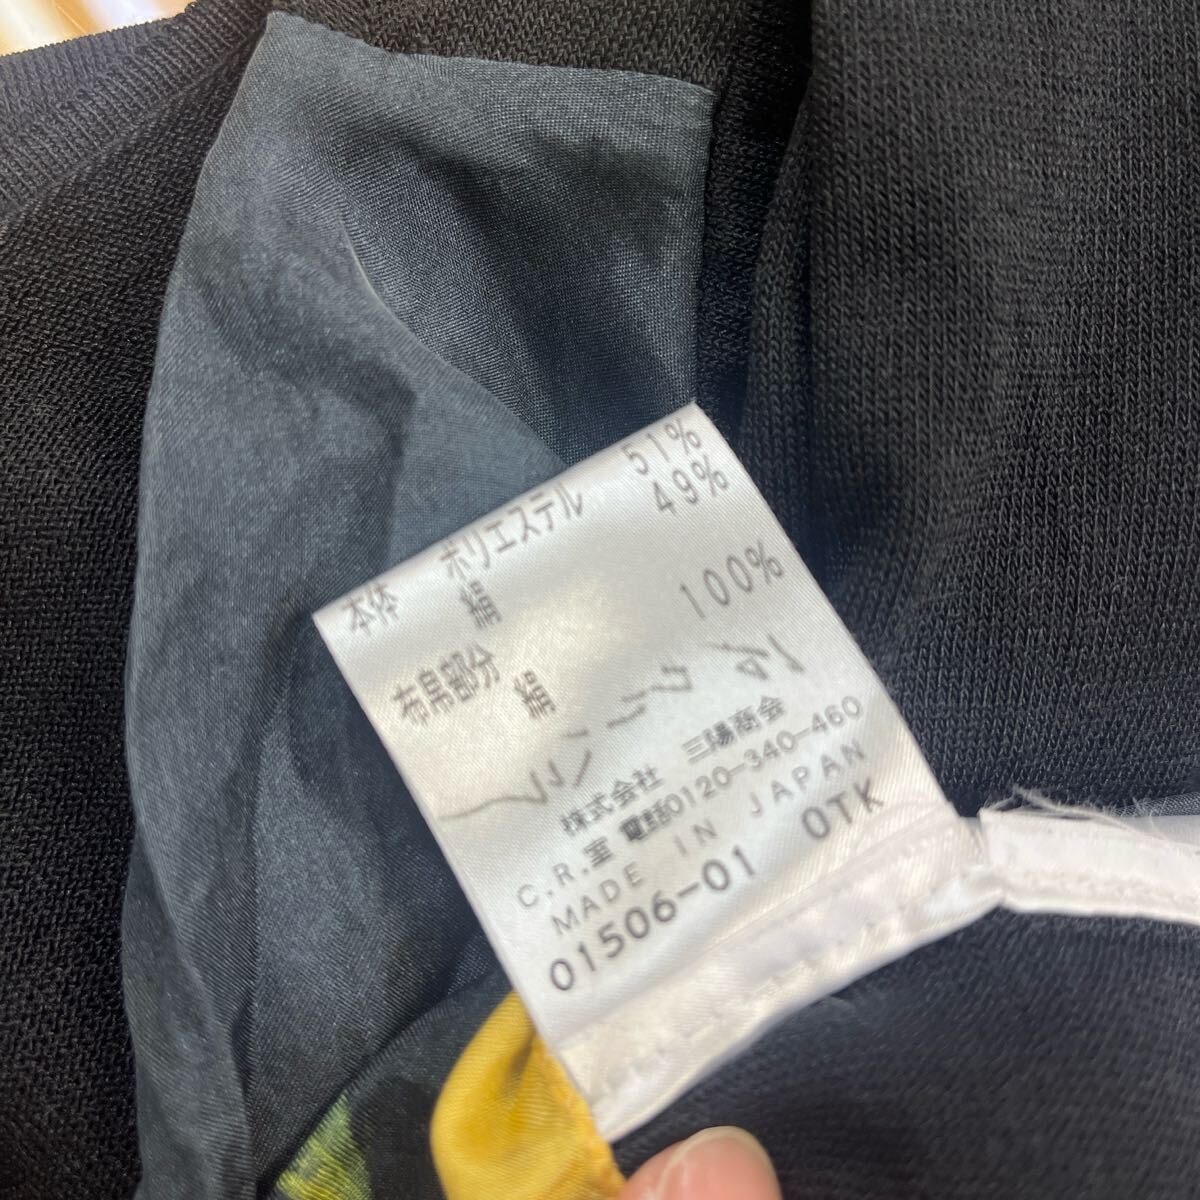 本体 ポリエステル 51%
絹 49%
布帛部分
絹 100%
株式会社 三陽商会
C.R.室 電話0120-340-460
MADE IN JAPAN
01506-01 OTK